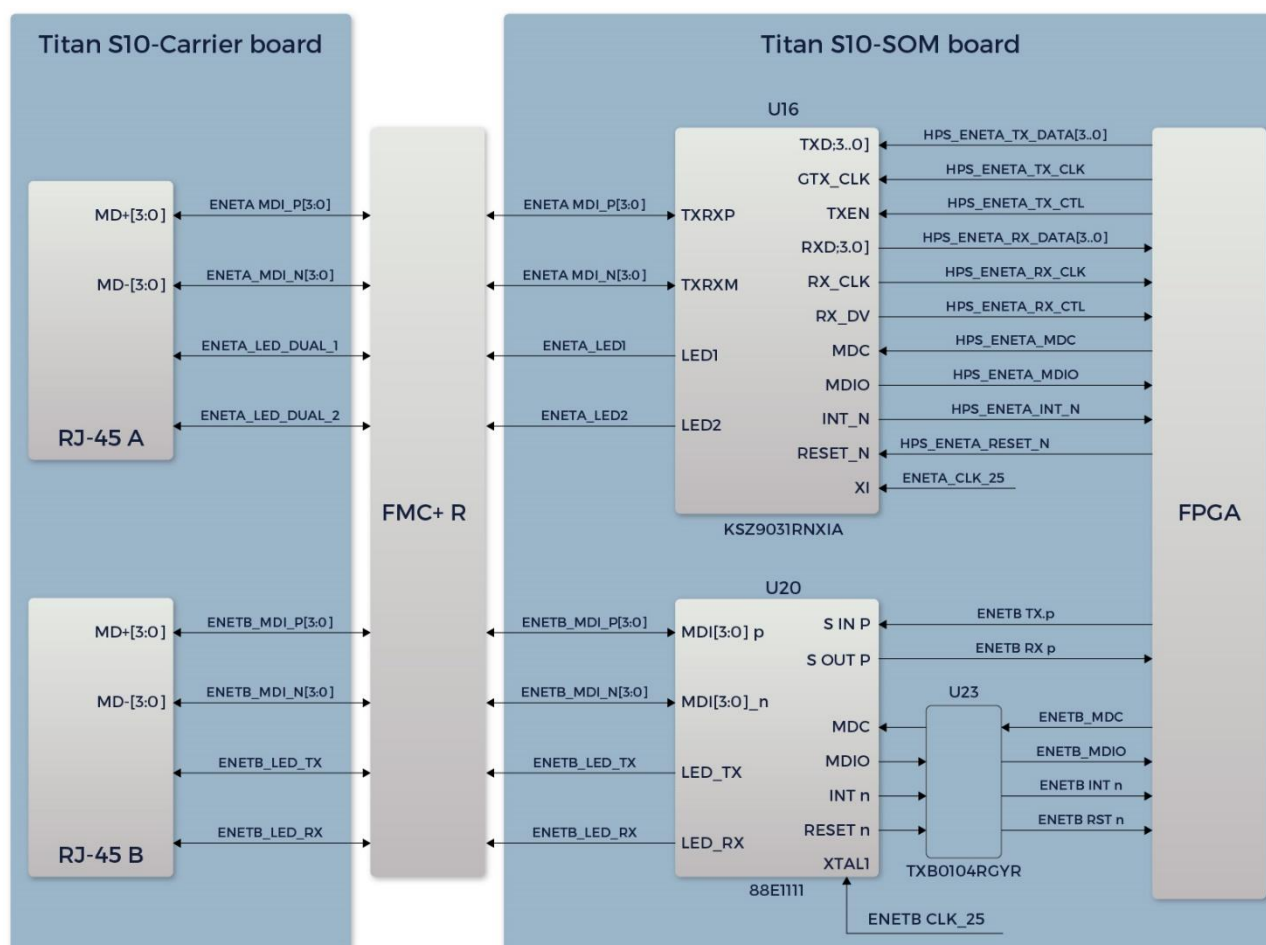 Titan S10-Carrier board
Titan S10-SOM board
U16
TXD;3..0]
HPS_ENETA_TX_DATA[3..0]
GTX_CLK
HPS_ENETA_TX_CLK
MD+[3:0]
ENETA MDI_P[3:0]
ENETA MDI_P[3:0]
TXRXP
TXEN
HPS_ENETA_TX_CTL
RXD;3.0]
HPS_ENETA_RX_DATA[3..0]
MD-[3:0]
ENETA_MDI_N[3:0]
ENETA MDI_N[3:0]
TXRXM
RX_CLK
HPS_ENETA_RX_CLK
RX_DV
HPS_ENETA_RX_CTL
ENETA_LED_DUAL_1
ENETA_LED1
LED1
MDC
HPS_ENETA_MDC
MDIO
HPS_ENETA_MDIO
ENETA_LED_DUAL_2
ENETA_LED2
LED2
INT_N
HPS_ENETA_INT_N
RJ-45 A
RESET_N
HPS_ENETA_RESET_N
XI
ENETA_CLK_25
FMC+ R
FPGA
KSZ9031RNXIA
U20
MD+[3:0]
ENETB_MDI_P[3:0]
ENETB_MDI_P[3:0]
MDI[3:0] p
S IN P
ENETB TX.p
S OUT P
ENETB RX p
MD-[3:0]
ENETB_MDI_N[3:0]
ENETB_MDI_N[3:0]
MDI[3:0]_n
U23
MDC
ENETB_MDC
ENETB_LED_TX
ENETB_LED_TX
LED_TX
MDIO
ENETB_MDIO
INT n
ENETB INT n
ENETB_LED_RX
ENETB_LED_RX
LED_RX
RESET n
ENETB RST n
RJ-45 B
XTAL1
TXB0104RGYR
88E1111
ENETB CLK_25